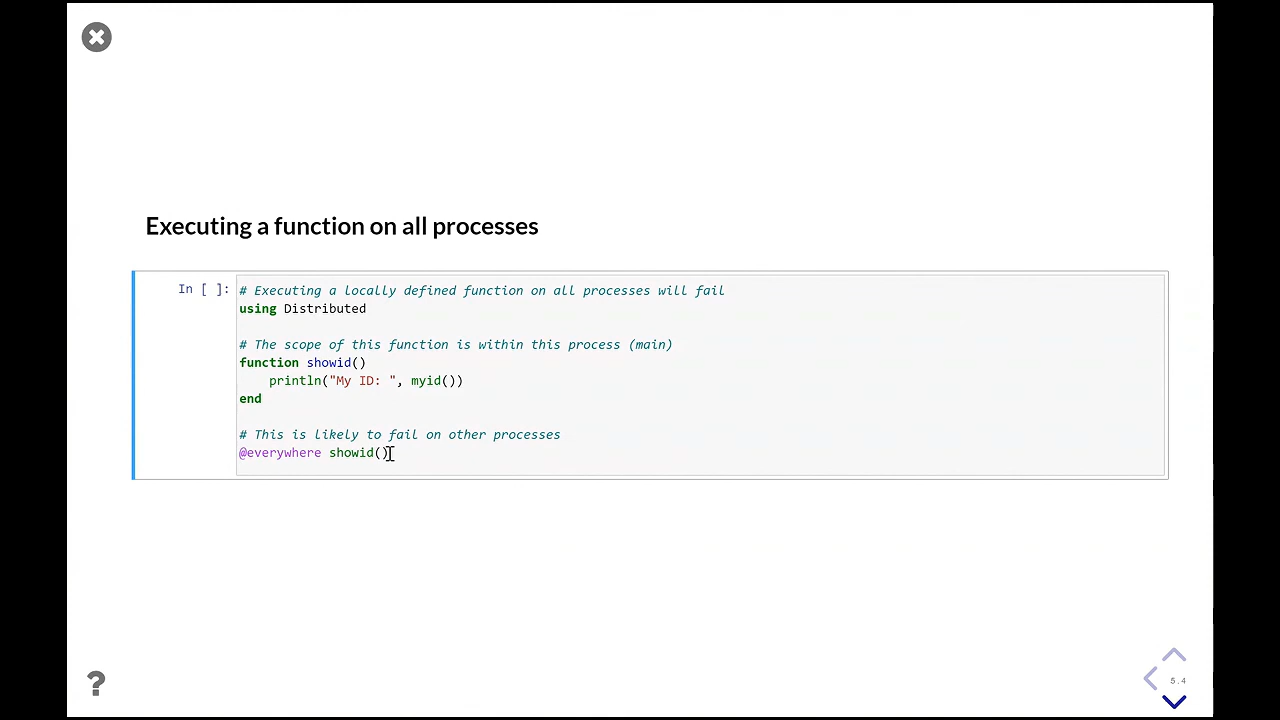 Executing a function on all processes
In [ ]:
# Executing a locally defined function on all processes will fail
using Distributed
# The scope of this function is within this process (main)
function showid()
    println("My ID: ", myid())
end
# This is likely to fail on other processes
@everywhere showid()
?
5.4